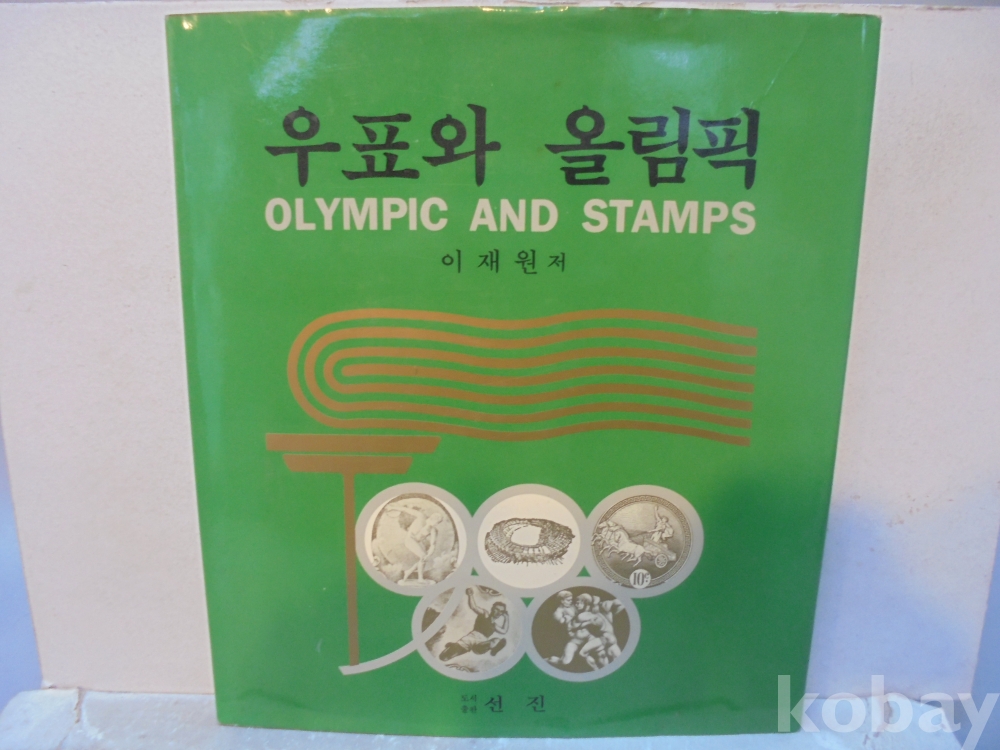 우표와 올림픽
OLYMPIC AND STAMPS
이재원 저
10¢
도서
출판 선 진
kobay